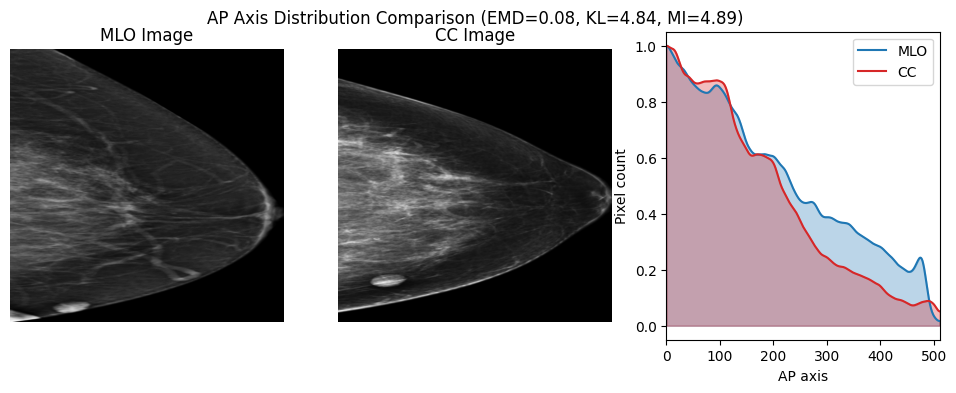 AP Axis Distribution Comparison (EMD=0.08, KL=4.84, MI=4.89)
MLO Image
CC Image
MLO
CC
Pixel count
1.0
0.8
0.6
0.4
0.2
0.0
0 100 200 300 400 500
AP axis